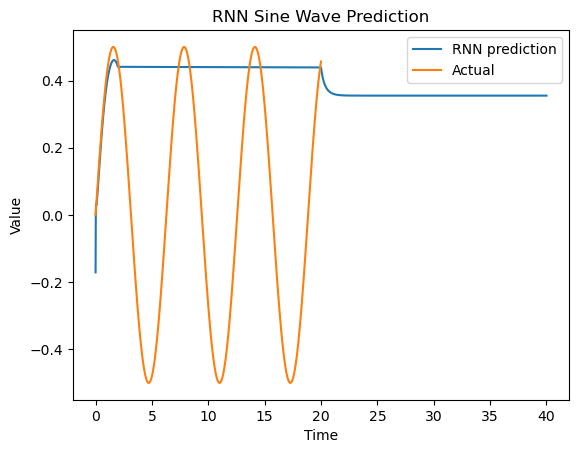 RNN Sine Wave Prediction
RNN prediction
Actual
0.4
0.2
0.0
−0.2
−0.4
Value
0 5 10 15 20 25 30 35 40
Time